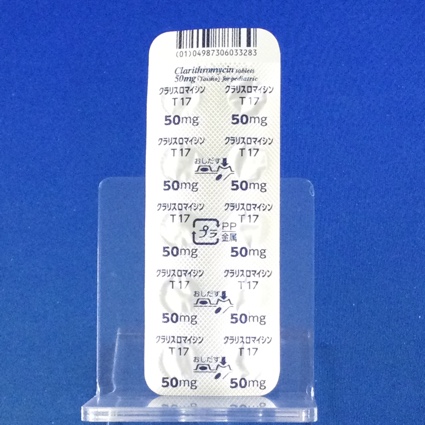 (01)04987306033283
Clarithromycin tablets
50mg (Taisho) for pediatric
クラリスロマイシン クラリスロマイシン
T17 T17
50mg 50mg
クラリスロマイシン クラリスロマイシン
T17 おしだす T17
50mg 50mg
クラリスロマイシン クラリスロマイシン
T17 T17
プラ PP
金属
50mg 50mg
クラリスロマイシン クラリスロマイシン
T17 おしだす T17
50mg 50mg
クラリスロマイシン クラリスロマイシン
T17 おしだす T17
50mg 50mg